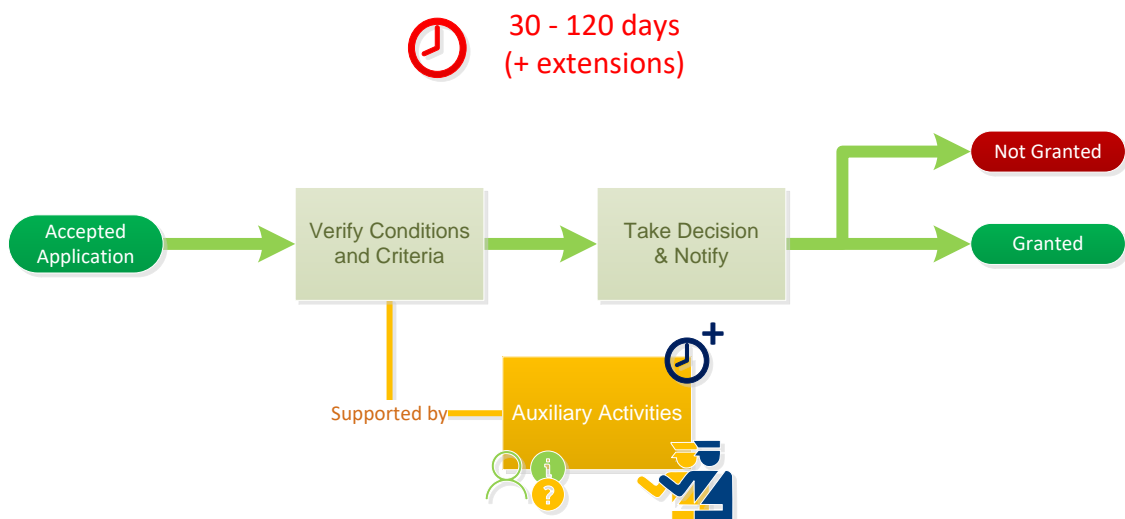 30 - 120 days
(+ extensions)
Not Granted
Accepted
Application
Verify Conditions
and Criteria
Take Decision
& Notify
Granted
Supported by
Auxiliary Activities
i
?